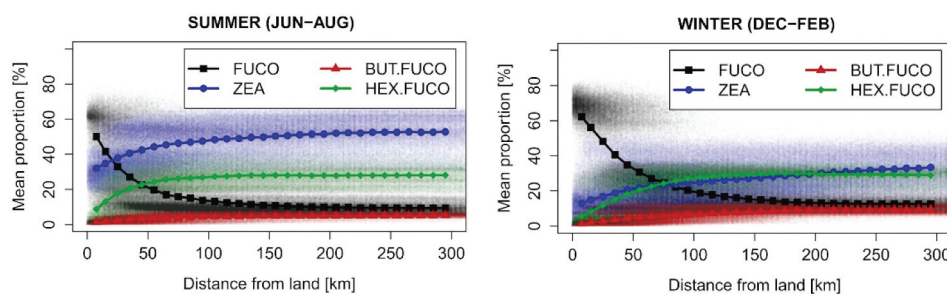 SUMMER (JUN–AUG)
Mean proportion [%]
0
20
40
60
80
FUCO
BUT.FUCO
ZEA
HEX.FUCO
0 50 100 150 200 250 300
Distance from land [km]
WINTER (DEC–FEB)
Mean proportion [%]
0
20
40
60
80
FUCO
BUT.FUCO
ZEA
HEX.FUCO
0 50 100 150 200 250 300
Distance from land [km]